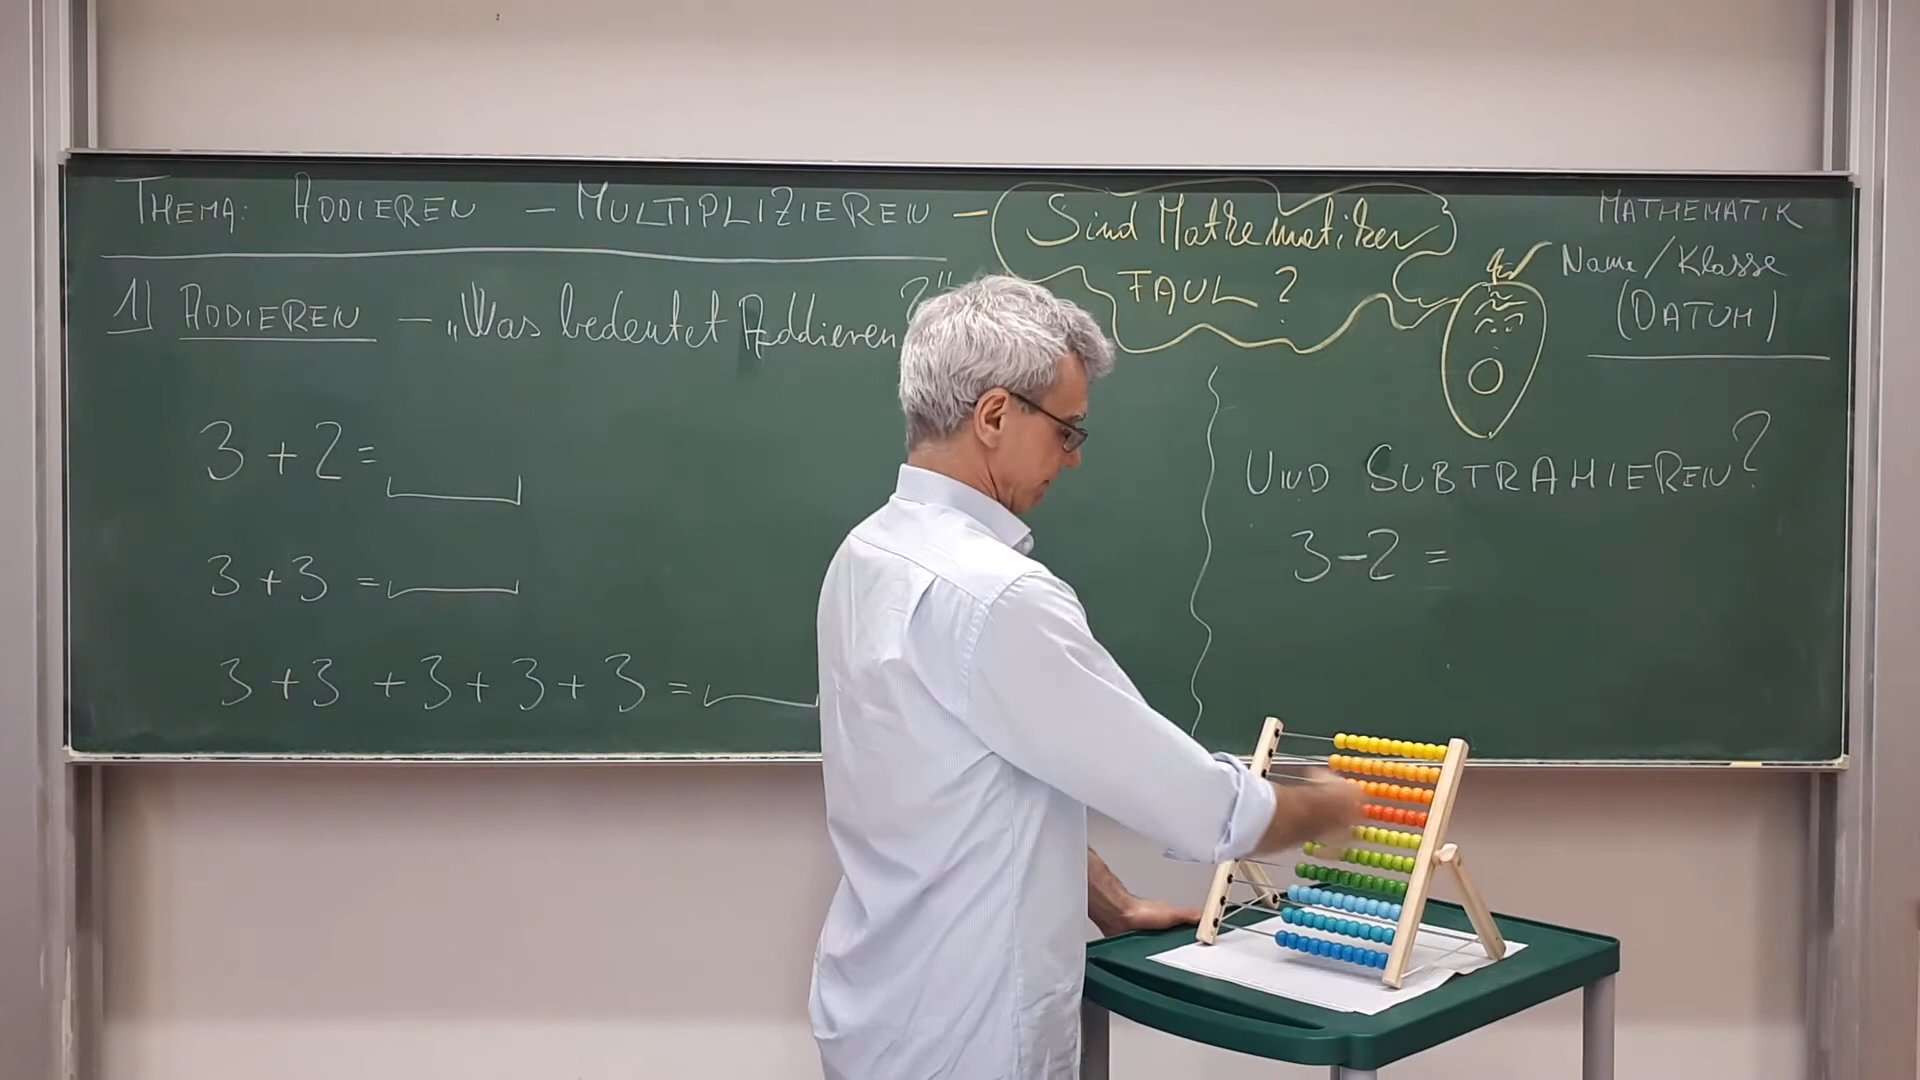 THEMA: ADDIEREN – MULTIPLIZIEREN –
Sind Mathematiker
FAUL?
MATHEMATIK
Name/Klasse
(DATUM)
1) ADDIEREN – „Was bedeutet Addieren?"
3 + 2 =
3 + 3 =
3 + 3 + 3 + 3 + 3 =
UND SUBTRAHIEREN?
3 – 2 =